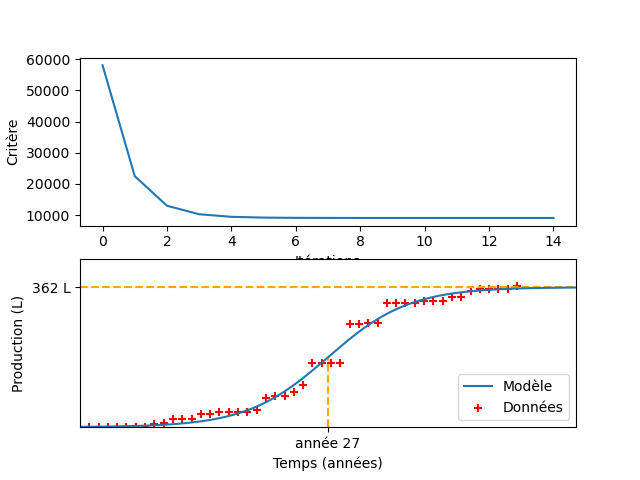 60000
50000
40000
30000
20000
10000
Critère
0 2 4 6 8 10 12 14
Itérations
362 L
Production (L)
Modèle
Données
année 27
Temps (années)